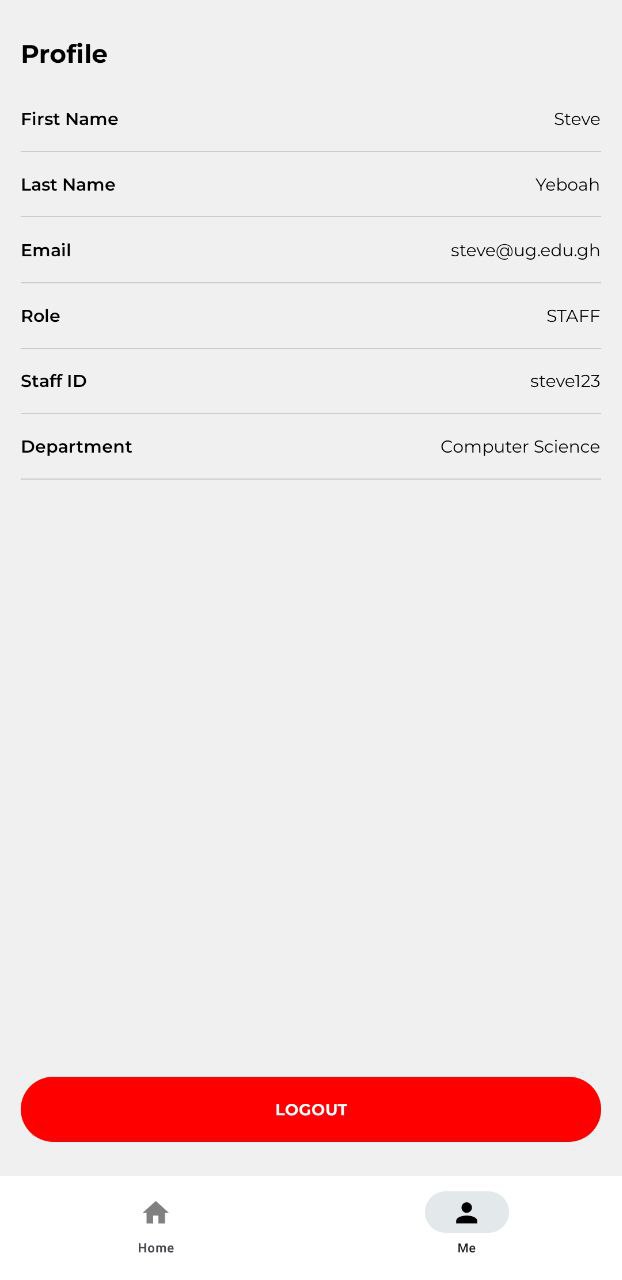 Profile
First Name Steve
Last Name Yeboah
Email steve@ug.edu.gh
Role STAFF
Staff ID steve123
Department Computer Science
LOGOUT
Home Me